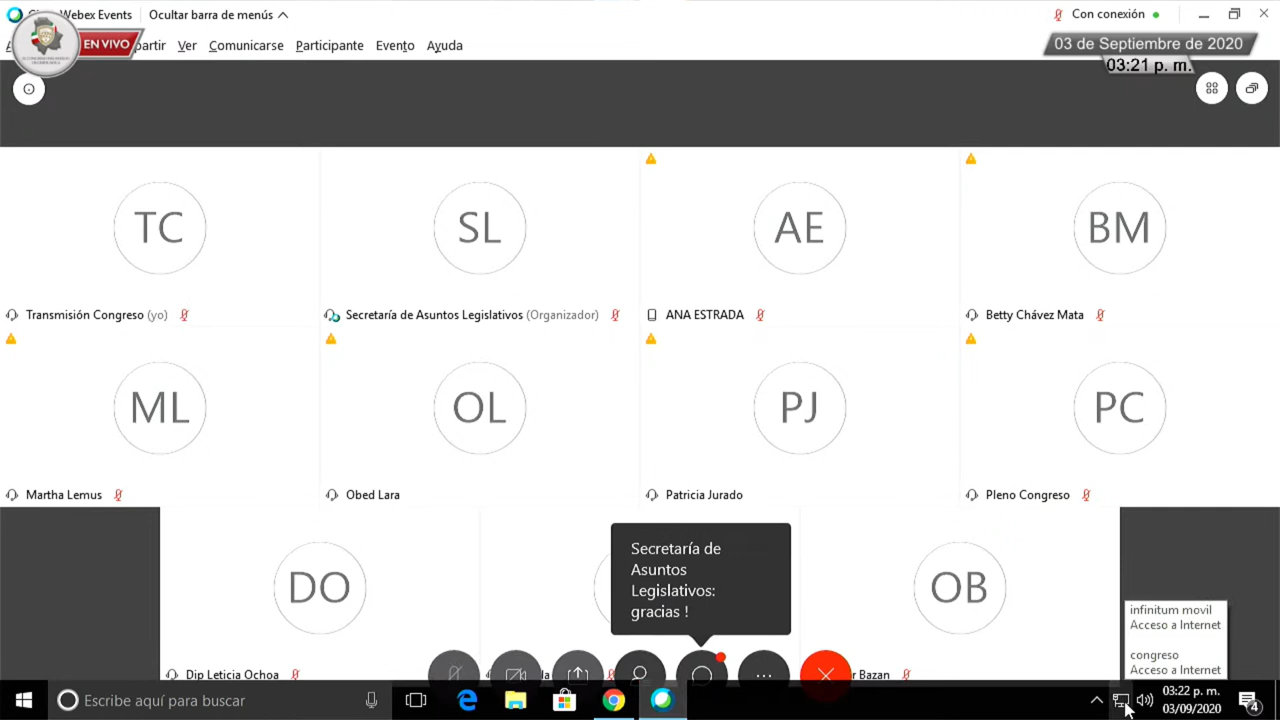 Webex Events
Ocultar barra de menús
Con conexión
EN VIVO
partir
Ver
Comunicarse
Participante
Evento
Ayuda
03 de Septiembre de 2020
03:21 p. m.
TC
SL
AE
BM
Transmisión Congreso (yo)
Secretaría de Asuntos Legislativos (Organizador)
ANA ESTRADA
Betty Chávez Mata
ML
OL
PJ
PC
Martha Lemus
Obed Lara
Patricia Jurado
Pleno Congreso
DO
OB
Secretaría de
Asuntos
Legislativos:
gracias !
infinitum movil
Acceso a Internet
congreso
Acceso a Internet
Dip Leticia Ochoa
Bazan
Escribe aquí para buscar
03:22 p. m.
03/09/2020
4